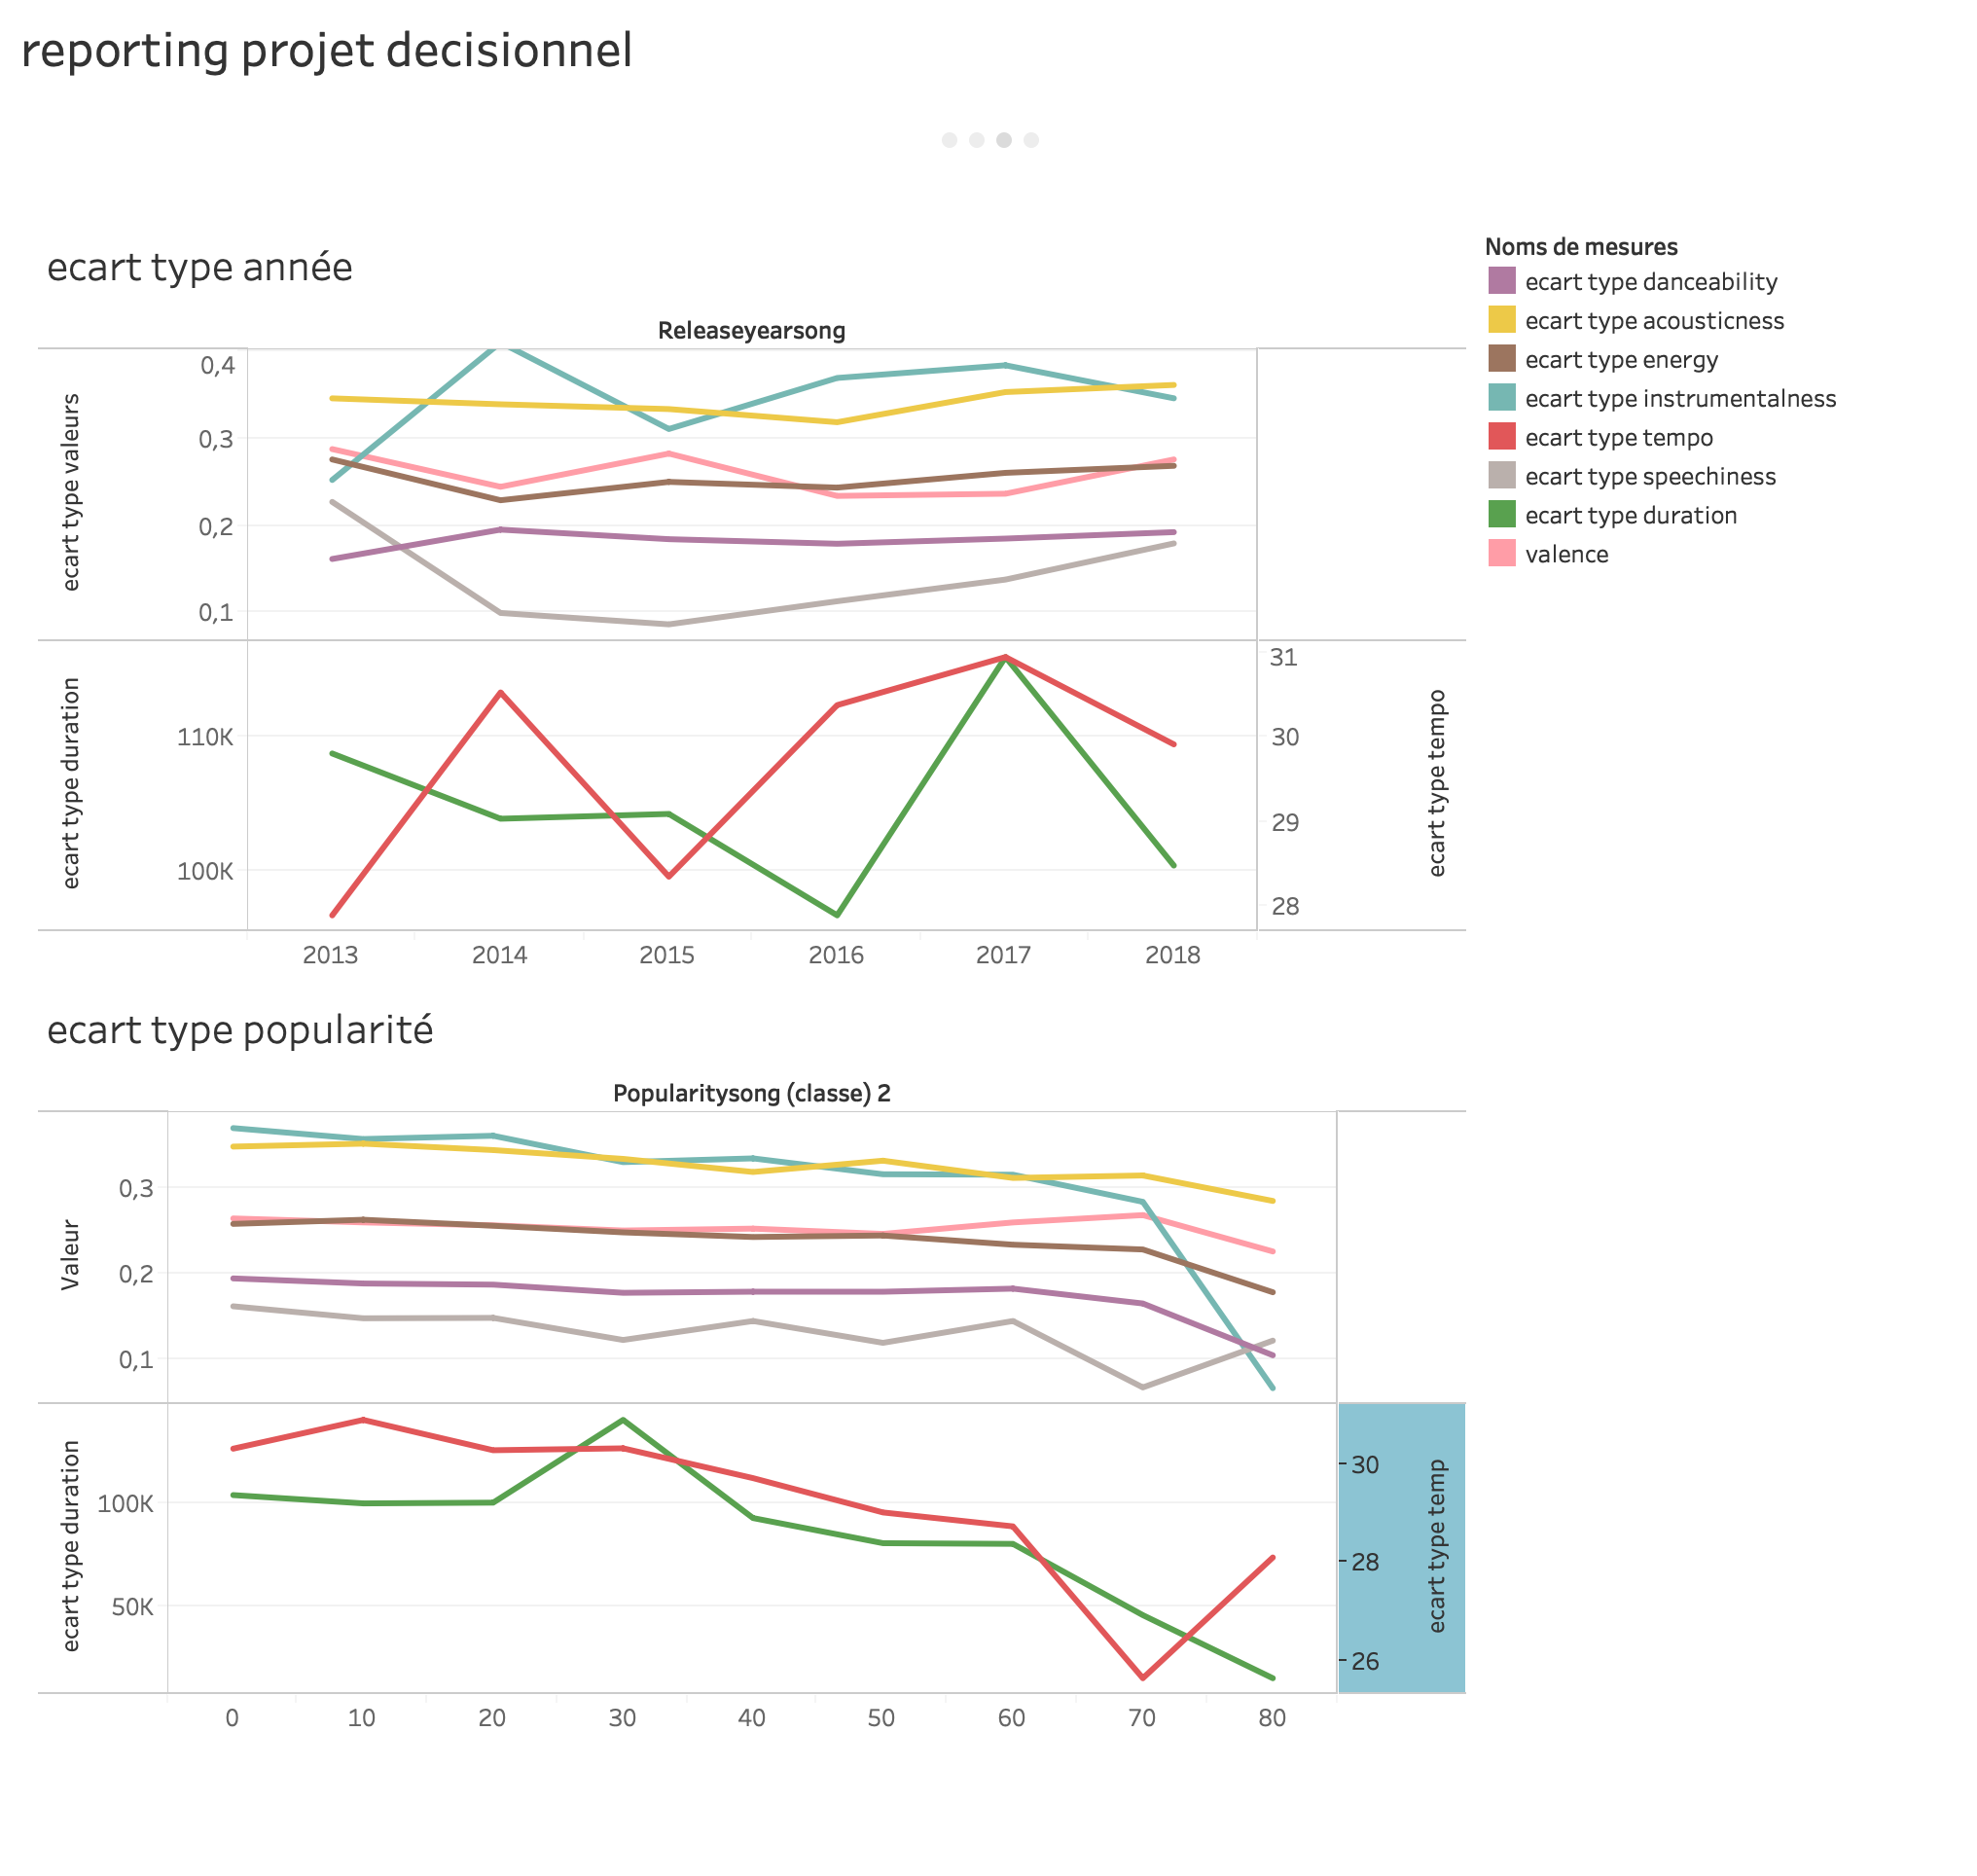 reporting projet decisionnel
ecart type année
Releaseyearsong
ecart type valeurs
0,4
0,3
0,2
0,1
ecart type duration
110K
100K
31
30
29
28
ecart type tempo
2013 2014 2015 2016 2017 2018
Noms de mesures
ecart type danceability
ecart type acousticness
ecart type energy
ecart type instrumentalness
ecart type tempo
ecart type speechiness
ecart type duration
valence
ecart type popularité
Popularitysong (classe) 2
Valeur
0,3
0,2
0,1
ecart type duration
100K
50K
30
28
26
ecart type temp
0 10 20 30 40 50 60 70 80